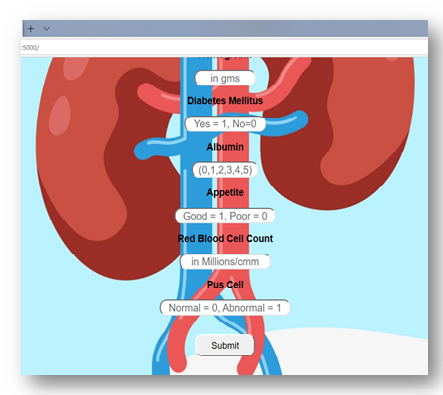 :5000/
in gms
Diabetes Mellitus
Yes = 1, No=0
Albumin
(0,1,2,3,4,5)
Appetite
Good = 1, Poor = 0
Red Blood Cell Count
in Millions/cmm
Pus Cell
Normal = 0, Abnormal = 1
Submit